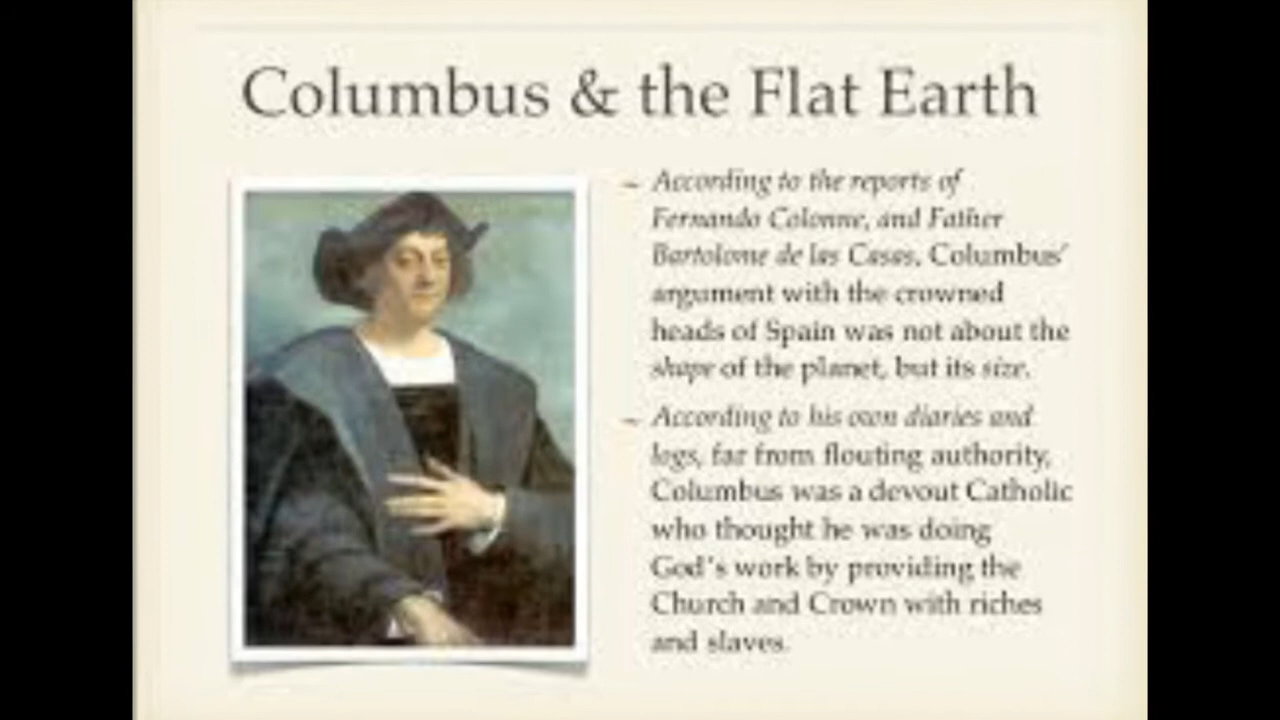 Columbus & the Flat Earth
~ According to the reports of
Fernando Colonne, and Father
Bartolome de las Casas, Columbus'
argument with the crowned
heads of Spain was not about the
shape of the planet, but its size.
~ According to his own diaries and
logs, far from flouting authority,
Columbus was a devout Catholic
who thought he was doing
God's work by providing the
Church and Crown with riches
and slaves.